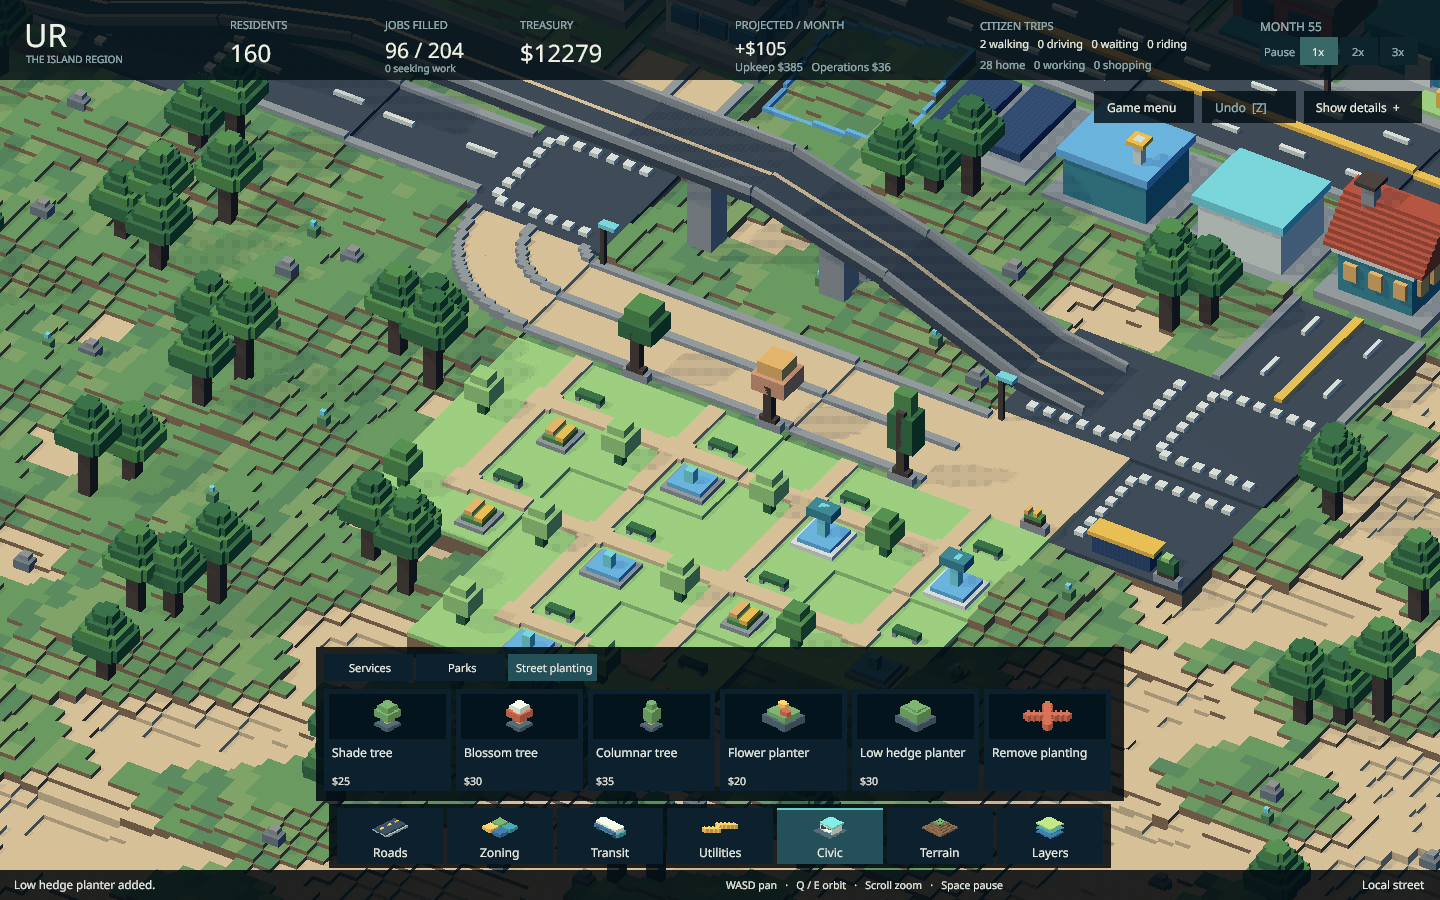 UR
THE ISLAND REGION
RESIDENTS
160
JOBS FILLED
96 / 204
0 seeking work
TREASURY
$12279
PROJECTED / MONTH
+$105
Upkeep $385 Operations $36
CITIZEN TRIPS
2 walking 0 driving 0 waiting 0 riding
28 home 0 working 0 shopping
MONTH 55
Pause 1x 2x 3x
Game menu
Undo [Z]
Show details +
Services
Parks
Street planting
Shade tree
$25
Blossom tree
$30
Columnar tree
$35
Flower planter
$20
Low hedge planter
$30
Remove planting
Roads
Zoning
Transit
Utilities
Civic
Terrain
Layers
Low hedge planter added.
WASD pan · Q / E orbit · Scroll zoom · Space pause
Local street